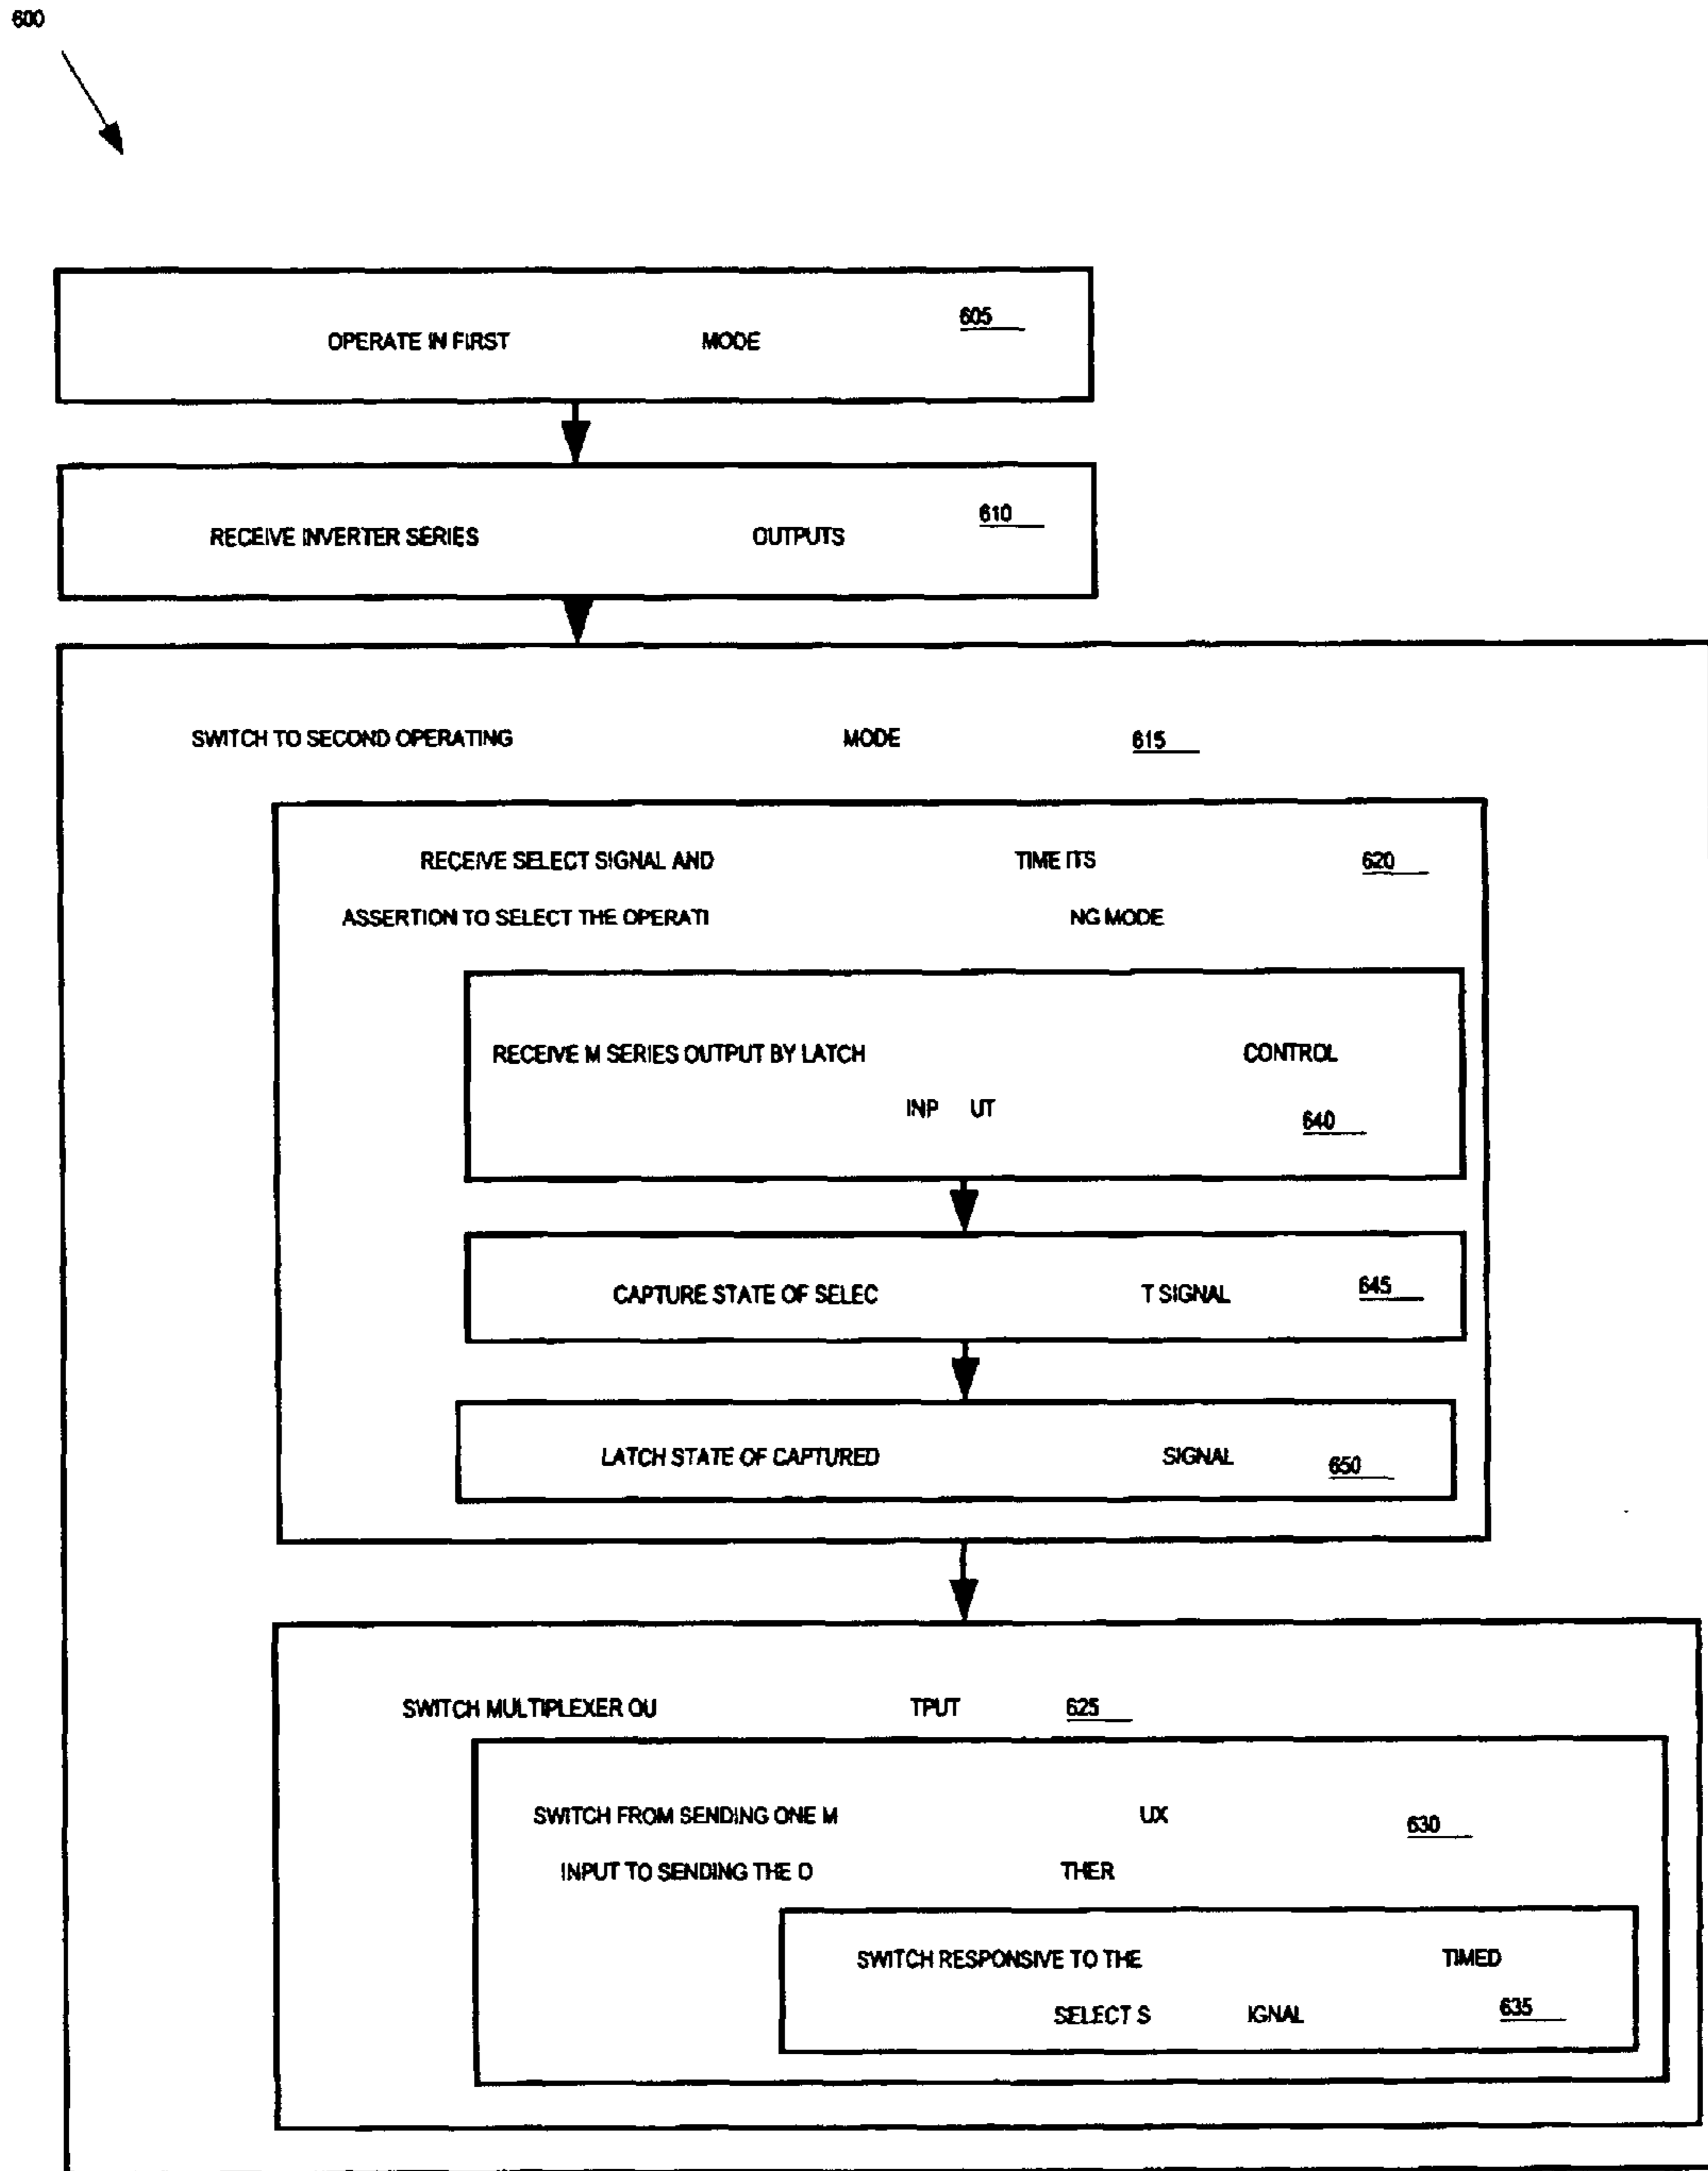 600
OPERATE IN FIRST MODE 605
RECEIVE INVERTER SERIES OUTPUTS 610
SWITCH TO SECOND OPERATING MODE 615
RECEIVE SELECT SIGNAL AND TIME ITS 620
ASSERTION TO SELECT THE OPERATI NG MODE
RECEIVE M SERIES OUTPUT BY LATCH CONTROL
INP UT 640
CAPTURE STATE OF SELEC T SIGNAL 645
LATCH STATE OF CAPTURED SIGNAL 650
SWITCH MULTIPLEXER OU TPUT 625
SWITCH FROM SENDING ONE M UX 630
INPUT TO SENDING THE O THER
SWITCH RESPONSIVE TO THE TIMED
SELECT S IGNAL 635